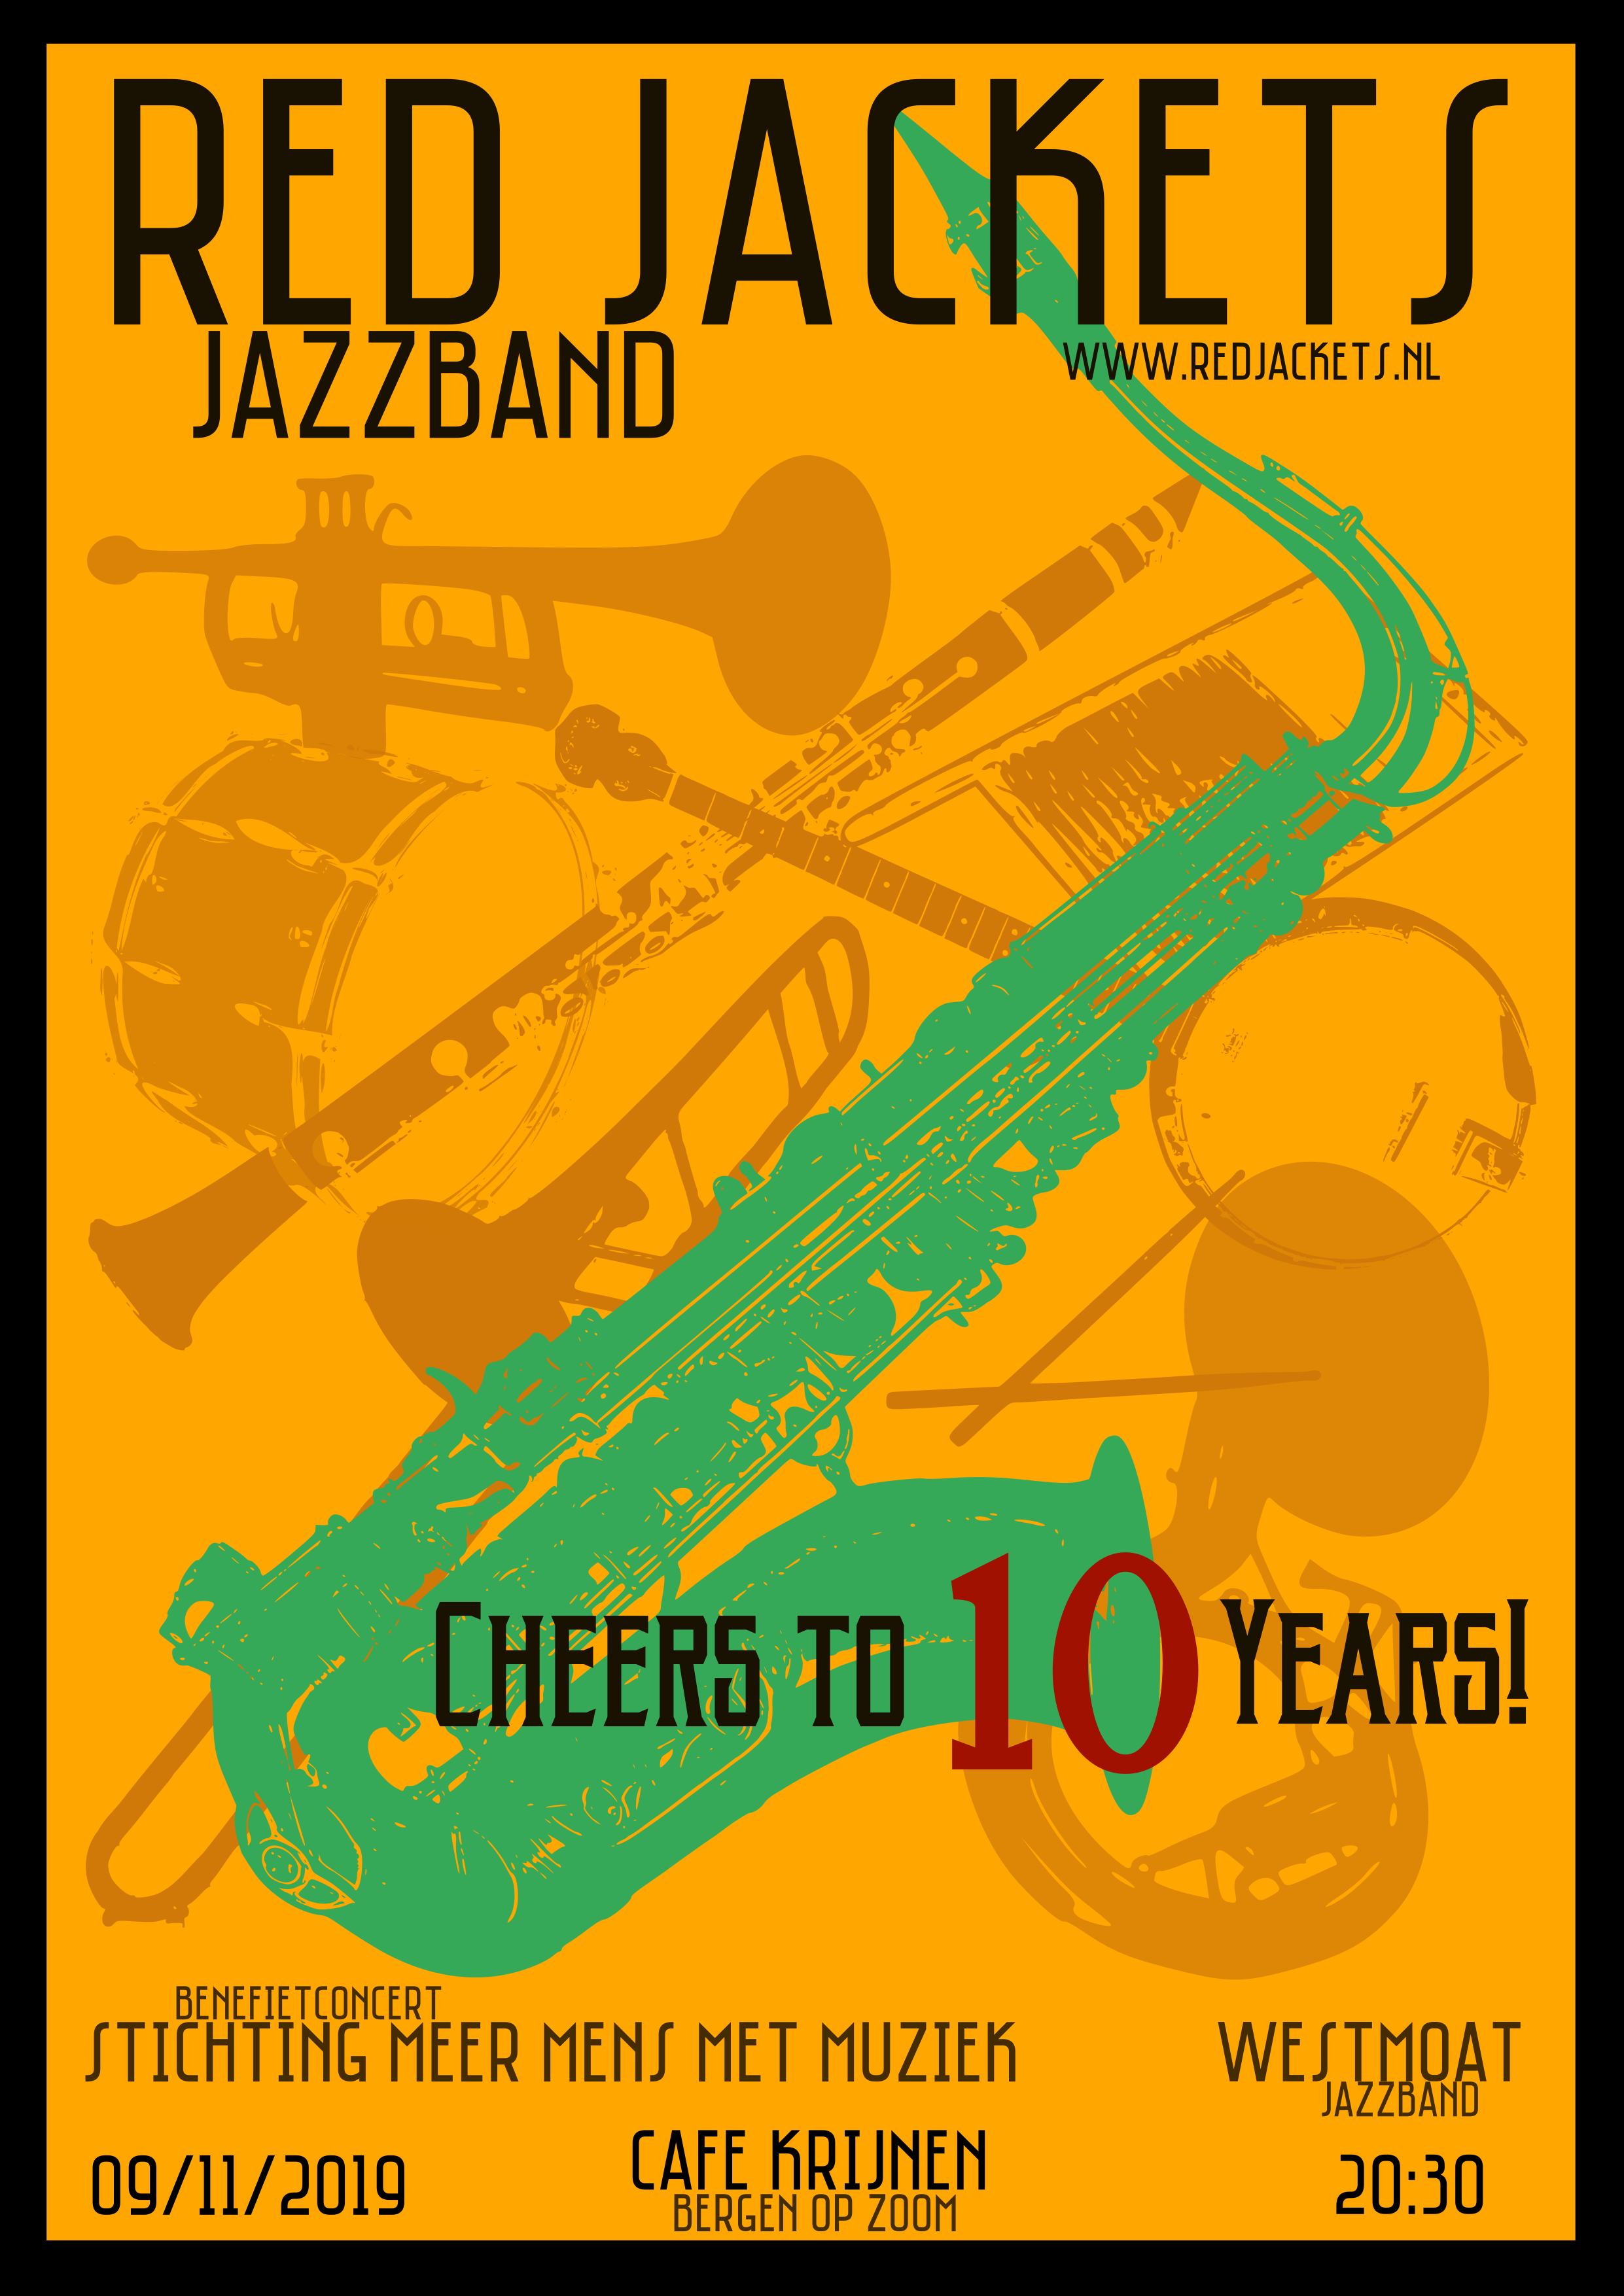 RED JACKETS
JAZZBAND
WWW.REDJACKETS.NL
CHEERS TO 10 YEARS!
BENEFIETCONCERT
STICHTING MEER MENS MET MUZIEK
WESTMOAT
JAZZBAND
09/11/2019
CAFE KRIJNEN
BERGEN OP ZOOM
20:30